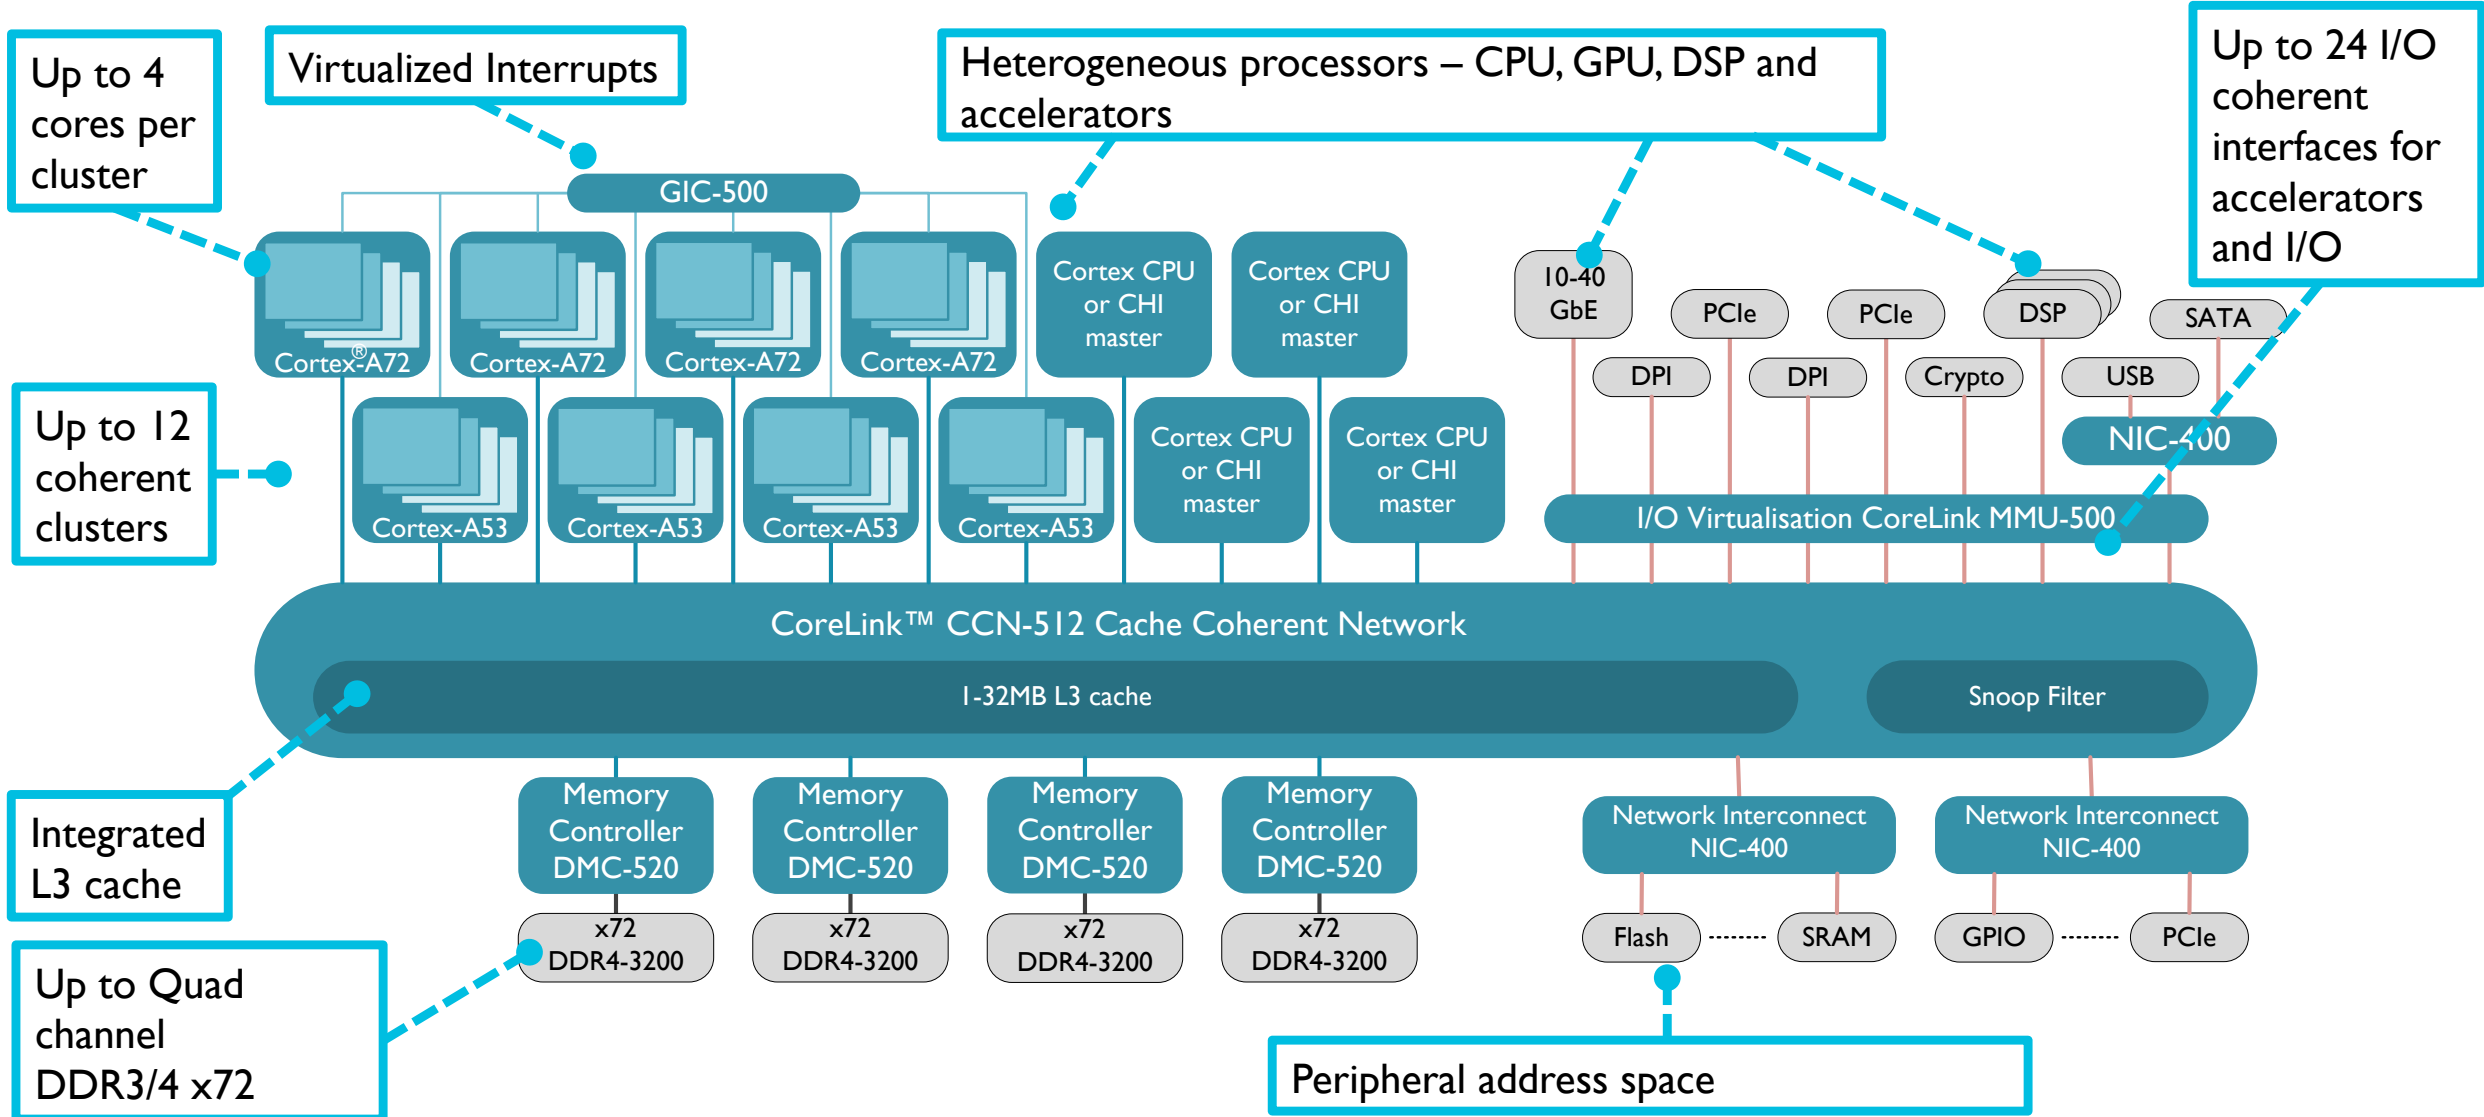 Up to 4
cores per
cluster
Virtualized Interrupts
Heterogeneous processors – CPU, GPU, DSP and
accelerators
Up to 24 I/O
coherent
interfaces for
accelerators
and I/O
GIC-500
Cortex®-A72
Cortex-A72
Cortex-A72
Cortex-A72
Cortex CPU
or CHI
master
Cortex CPU
or CHI
master
10-40
GbE
PCIe
PCIe
DSP
SATA
DPI
DPI
Crypto
USB
NIC-400
Up to 12
coherent
clusters
Cortex-A53
Cortex-A53
Cortex-A53
Cortex-A53
Cortex CPU
or CHI
master
Cortex CPU
or CHI
master
I/O Virtualisation CoreLink MMU-500
CoreLink™ CCN-512 Cache Coherent Network
1-32MB L3 cache
Snoop Filter
Integrated
L3 cache
Memory
Controller
DMC-520
Memory
Controller
DMC-520
Memory
Controller
DMC-520
Memory
Controller
DMC-520
Network Interconnect
NIC-400
Network Interconnect
NIC-400
x72
DDR4-3200
x72
DDR4-3200
x72
DDR4-3200
x72
DDR4-3200
Flash
SRAM
GPIO
PCIe
Up to Quad
channel
DDR3/4 x72
Peripheral address space